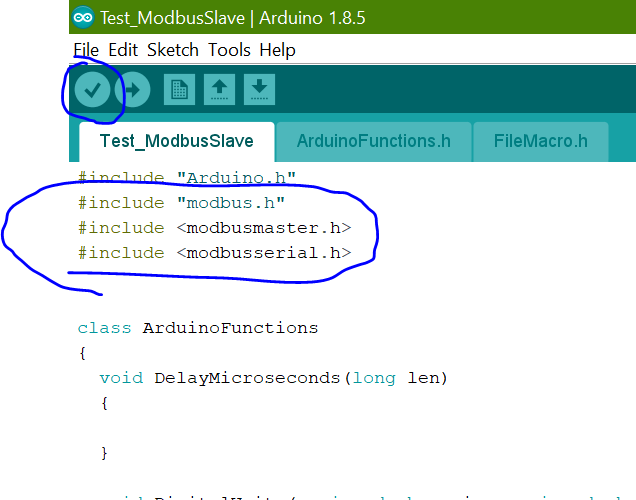 Test_ModbusSlave | Arduino 1.8.5
File Edit Sketch Tools Help
Test_ModbusSlave ArduinoFunctions.h FileMacro.h
#include "Arduino.h"
#include "modbus.h"
#include <modbusmaster.h>
#include <modbusserial.h>
class ArduinoFunctions
{
void DelayMicroseconds(long len)
{
}